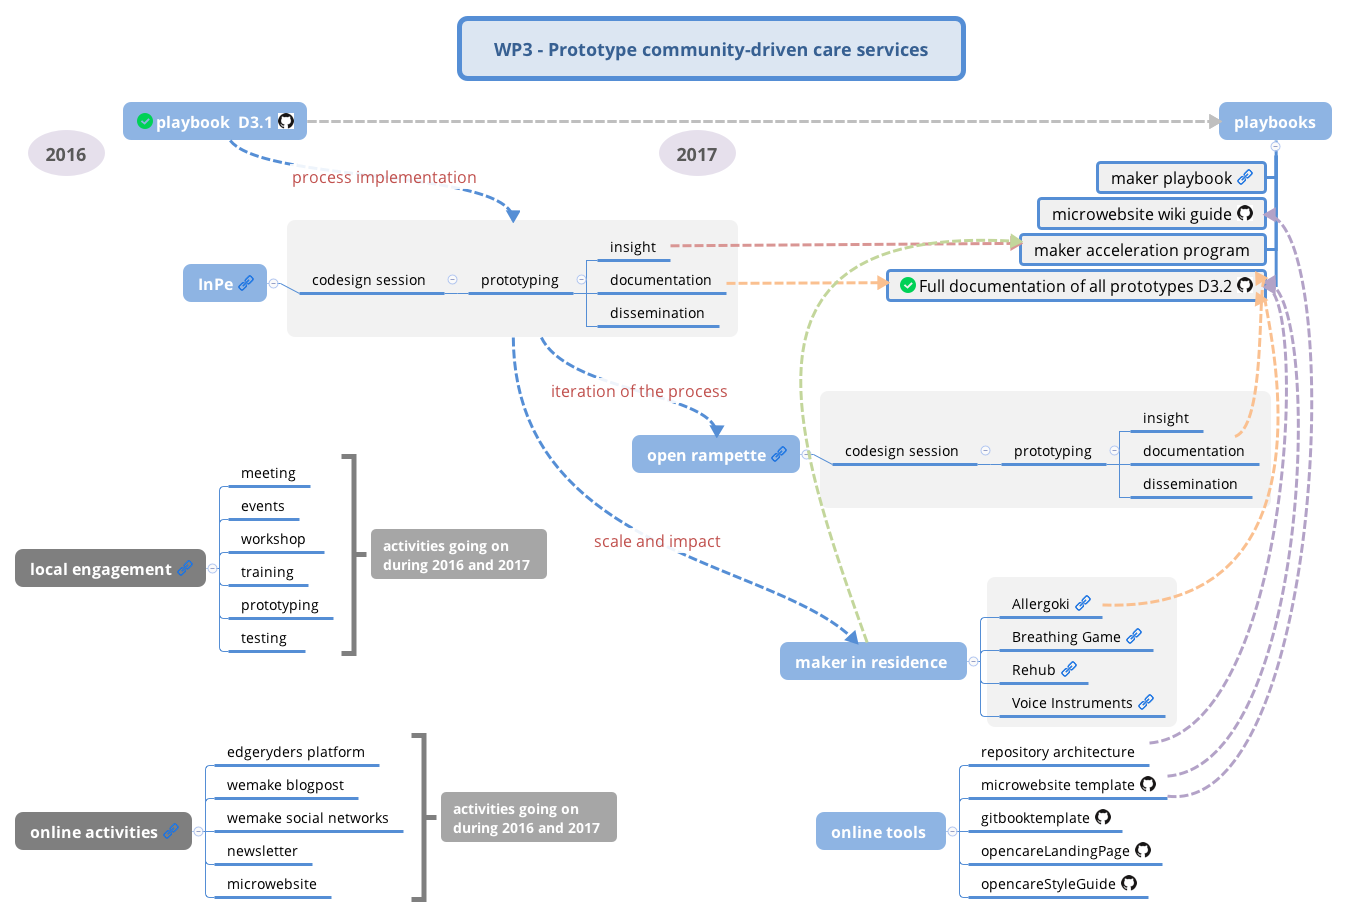 WP3 - Prototype community-driven care services
playbook D3.1
playbooks
2016
2017
process implementation
maker playbook
microwebsite wiki guide
maker acceleration program
Full documentation of all prototypes D3.2
InPe
codesign session
prototyping
insight
documentation
dissemination
iteration of the process
open rampette
codesign session
prototyping
insight
documentation
dissemination
scale and impact
local engagement
meeting
events
workshop
training
prototyping
testing
activities going on
during 2016 and 2017
maker in residence
Allergoki
Breathing Game
Rehub
Voice Instruments
online activities
edgeryders platform
wemake blogpost
wemake social networks
newsletter
microwebsite
activities going on
during 2016 and 2017
online tools
repository architecture
microwebsite template
gitbooktemplate
opencareLandingPage
opencareStyleGuide